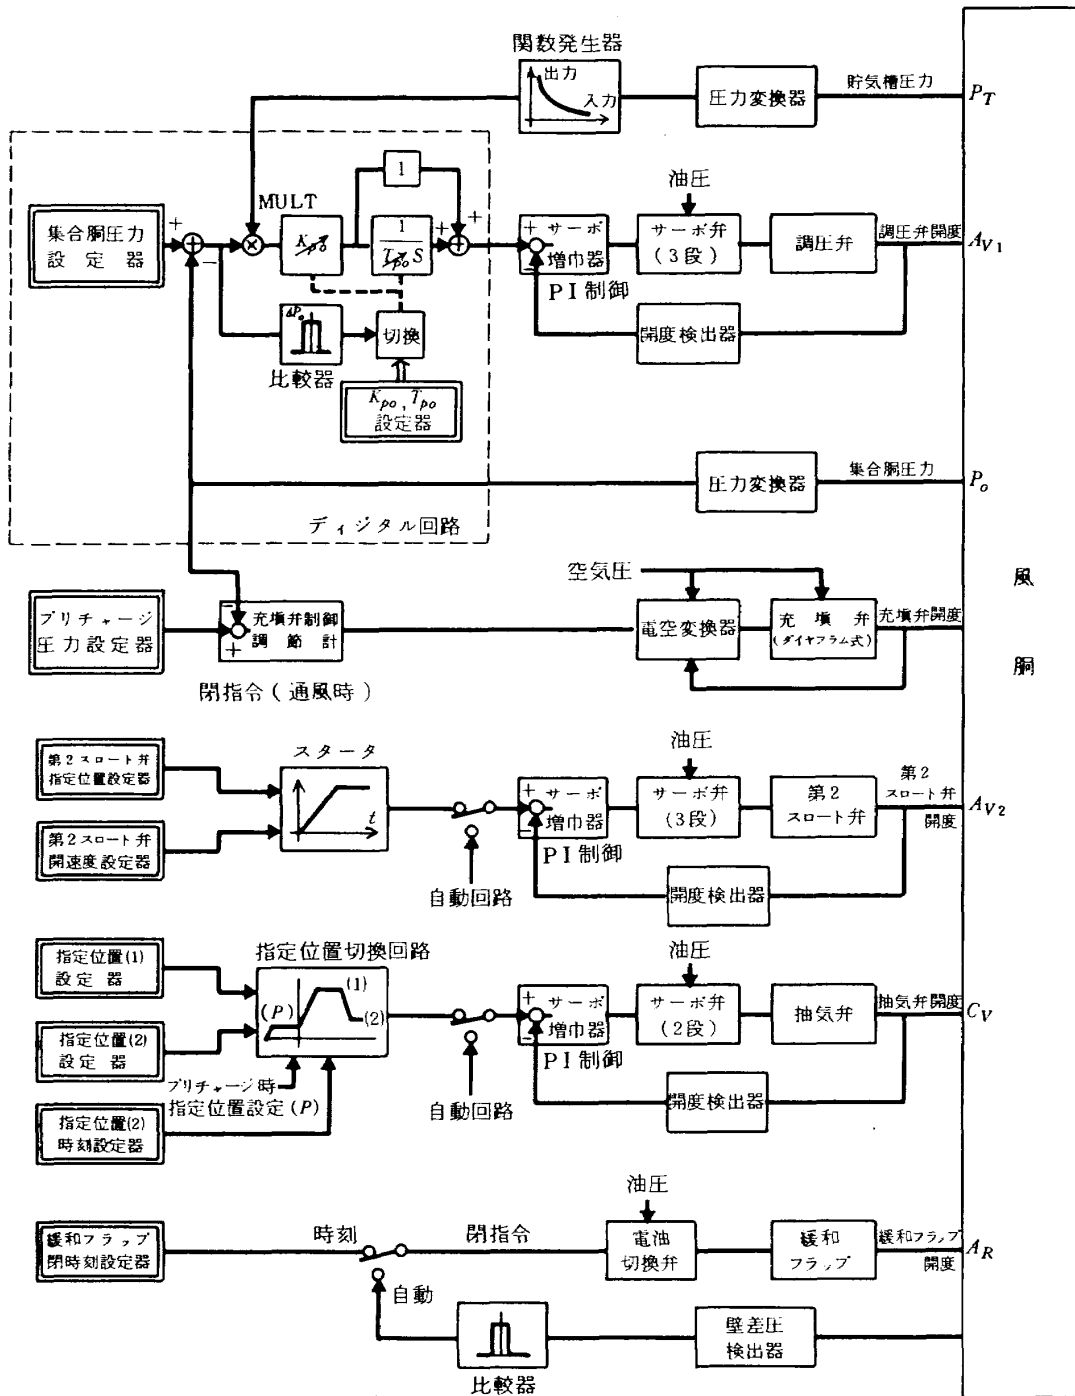 関数発生器
出力
入力
圧力変換器
貯気槽圧力
P_T
集合胴圧力
設定器
+
−
MULT
K_po
1
1
T_po S
+
+
ΔP_o
比較器
切換
K_po, T_po
設定器
ディジタル回路
油圧
+
−
サーボ
増巾器
PI制御
サーボ弁
(3段)
調圧弁
調圧弁開度
A_V1
開度検出器
圧力変換器
集合胴圧力
P_o
風
胴
プリチャージ
圧力設定器
−
+
充填弁制御
調節計
閉指令(通風時)
空気圧
電空変換器
充填弁
(ダイヤフラム式)
充填弁開度
第2スロート弁
指定位置設定器
第2スロート弁
開速度設定器
スタータ
t
自動回路
油圧
+
−
サーボ
増巾器
PI制御
サーボ弁
(3段)
第2
スロート弁
第2
スロート弁
開度
A_V2
開度検出器
指定位置(1)
設定器
指定位置(2)
設定器
指定位置(2)
時刻設定器
指定位置切換回路
(P)
(1)
(2)
プリチャージ時
指定位置設定(P)
自動回路
油圧
+
−
サーボ
増巾器
PI制御
サーボ弁
(2段)
抽気弁
抽気弁開度
C_V
開度検出器
緩和フラップ
閉時刻設定器
時刻
自動
閉指令
油圧
電油
切換弁
緩和
フラップ
緩和フラップ
開度
A_R
比較器
壁差圧
検出器